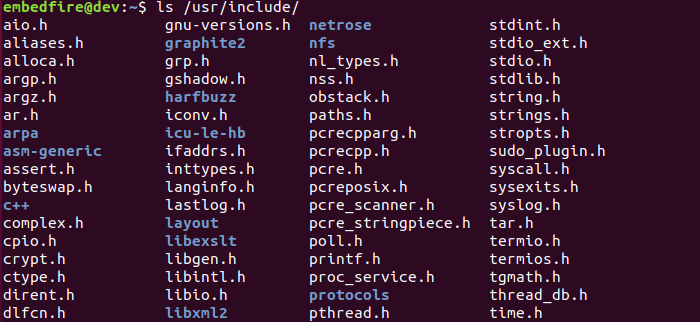 embedfire@dev:~$ ls /usr/include/
aio.h gnu-versions.h netrose stdint.h
aliases.h graphite2 nfs stdio_ext.h
alloca.h grp.h nl_types.h stdio.h
argp.h gshadow.h nss.h stdlib.h
argz.h harfbuzz obstack.h string.h
ar.h iconv.h paths.h strings.h
arpa icu-le-hb pcrecpparg.h stropts.h
asm-generic ifaddrs.h pcrecpp.h sudo_plugin.h
assert.h inttypes.h pcre.h syscall.h
byteswap.h langinfo.h pcreposix.h sysexits.h
c++ lastlog.h pcre_scanner.h syslog.h
complex.h layout pcre_stringpiece.h tar.h
cpio.h libexslt poll.h termio.h
crypt.h libgen.h printf.h termios.h
ctype.h libintl.h proc_service.h tgmath.h
dirent.h libio.h protocols thread_db.h
dlfcn.h libxml2 pthread.h time.h